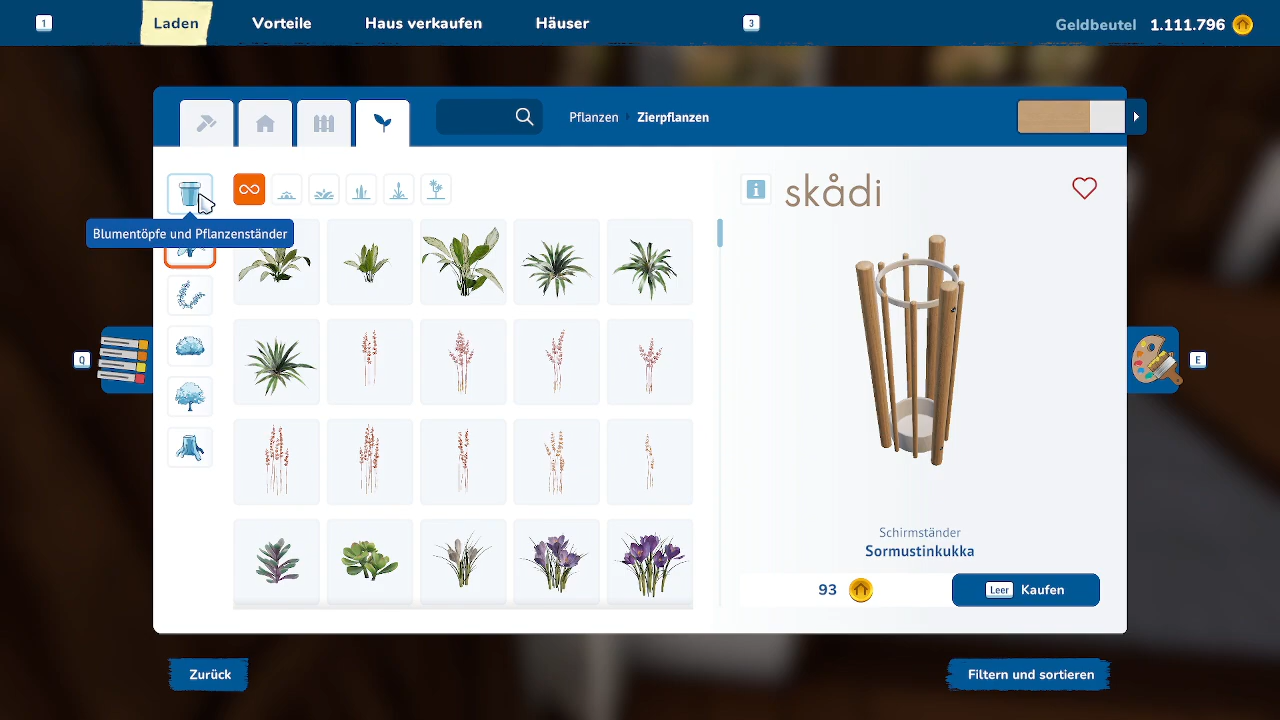 1
Laden
Vorteile
Haus verkaufen
Häuser
3
Geldbeutel 1.111.796
Pflanzen
Zierpflanzen
skådi
Blumentöpfe und Pflanzenständer
Q
E
Schirmständer
Sormustinkukka
93
Leer Kaufen
Zurück
Filtern und sortieren